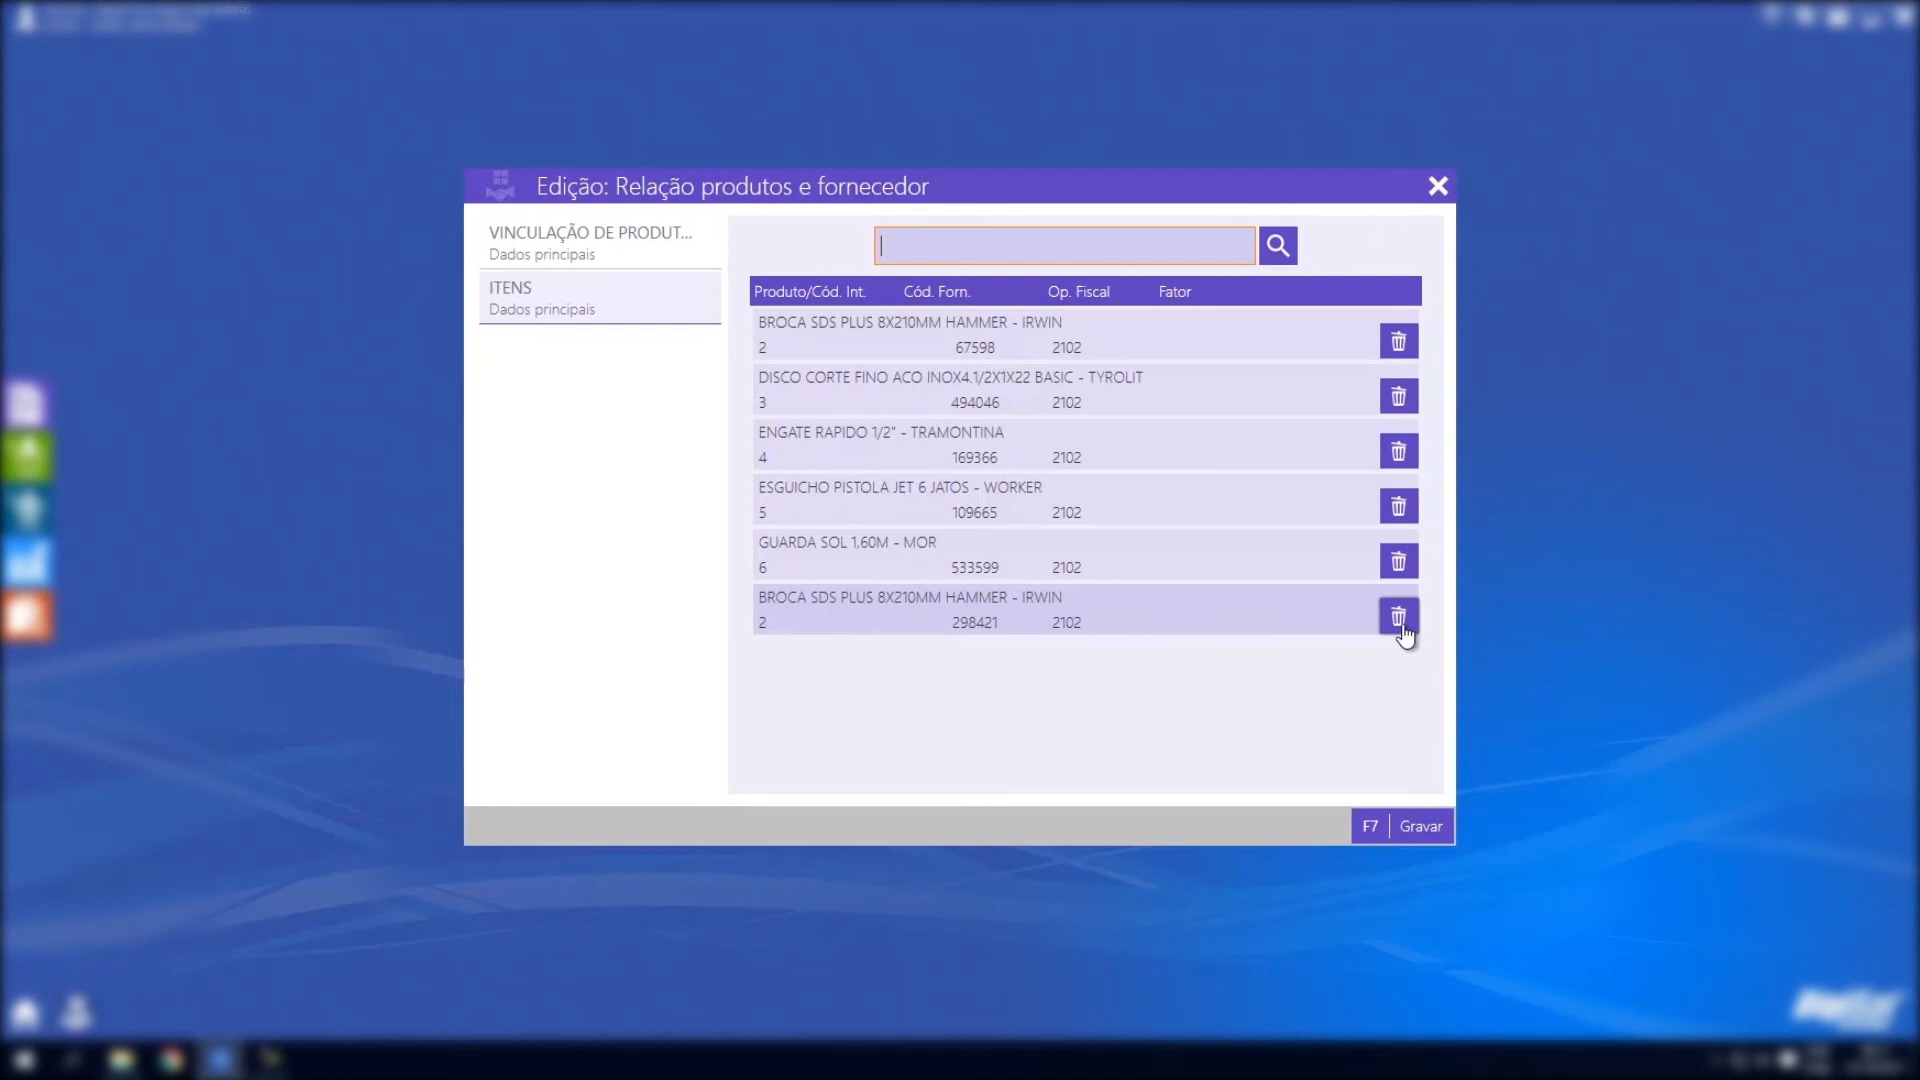 Edição: Relação produtos e fornecedor
VINCULAÇÃO DE PRODUT...
Dados principais
ITENS
Dados principais
Produto/Cód. Int. Cód. Forn. Op. Fiscal Fator
BROCA SDS PLUS 8X210MM HAMMER - IRWIN
2 67598 2102
DISCO CORTE FINO ACO INOX4.1/2X1X22 BASIC - TYROLIT
3 494046 2102
ENGATE RAPIDO 1/2" - TRAMONTINA
4 169366 2102
ESGUICHO PISTOLA JET 6 JATOS - WORKER
5 109665 2102
GUARDA SOL 1,60M - MOR
6 533599 2102
BROCA SDS PLUS 8X210MM HAMMER - IRWIN
2 298421 2102
F7 Gravar